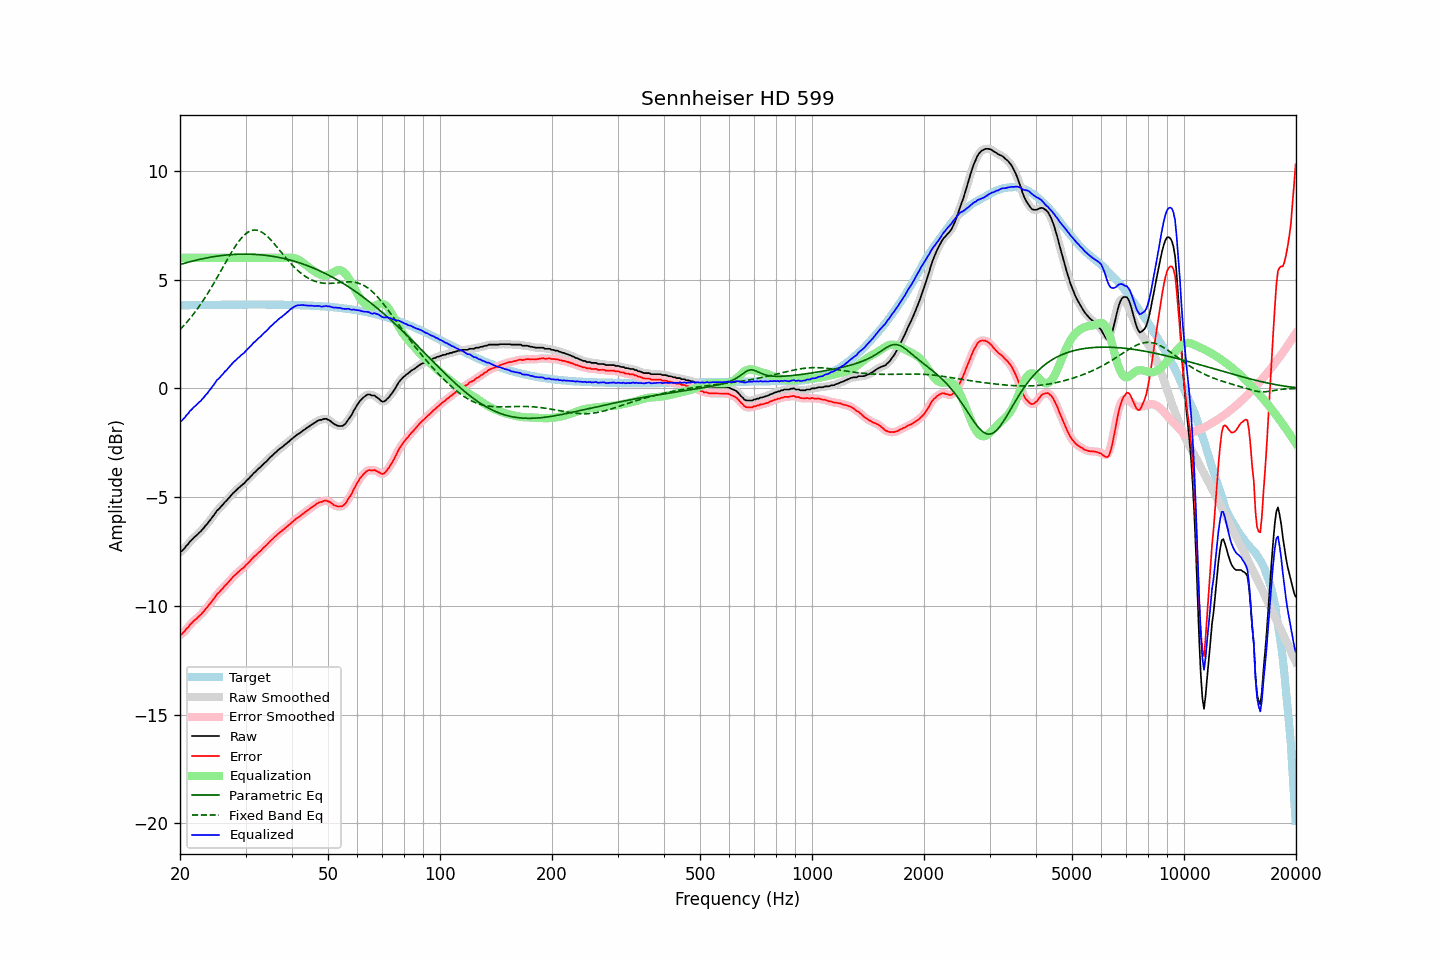 Sennheiser HD 599
Amplitude (dBr)
10
5
0
−5
−10
−15
−20
Target
Raw Smoothed
Error Smoothed
Raw
Error
Equalization
Parametric Eq
Fixed Band Eq
Equalized
20
50
100
200
500
1000
2000
5000
10000
20000
Frequency (Hz)